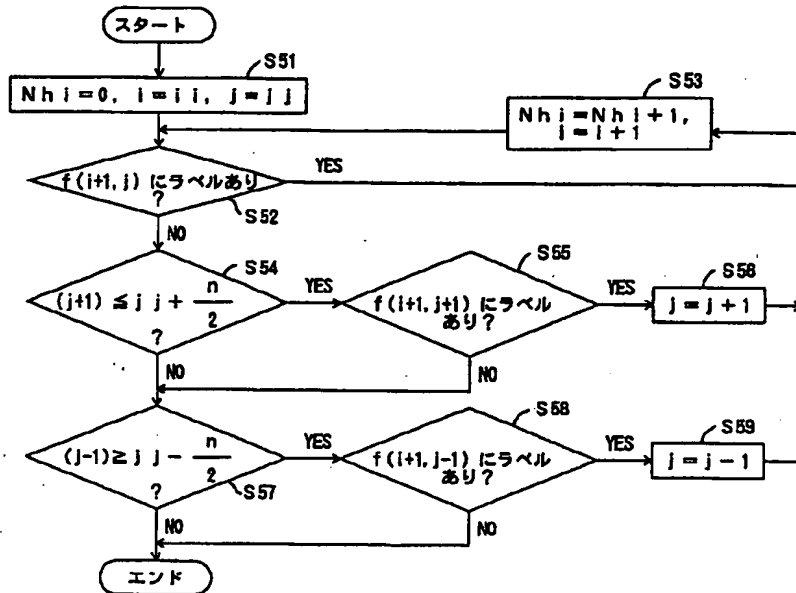 スタート
S51
Nhi=0, i=ii, j=jj
S53
Nhi=Nhi+1,
i=i+1
f(i+1,j)にラベルあり
?
YES
S52
NO
S54
(j+1)≦jj+n/2
?
YES
S55
f(i+1,j+1)にラベル
あり?
YES
S56
j=j+1
NO
NO
(j-1)≧jj-n/2
?
S57
YES
S58
f(i+1,j-1)にラベル
あり?
YES
S59
j=j-1
NO
NO
エンド